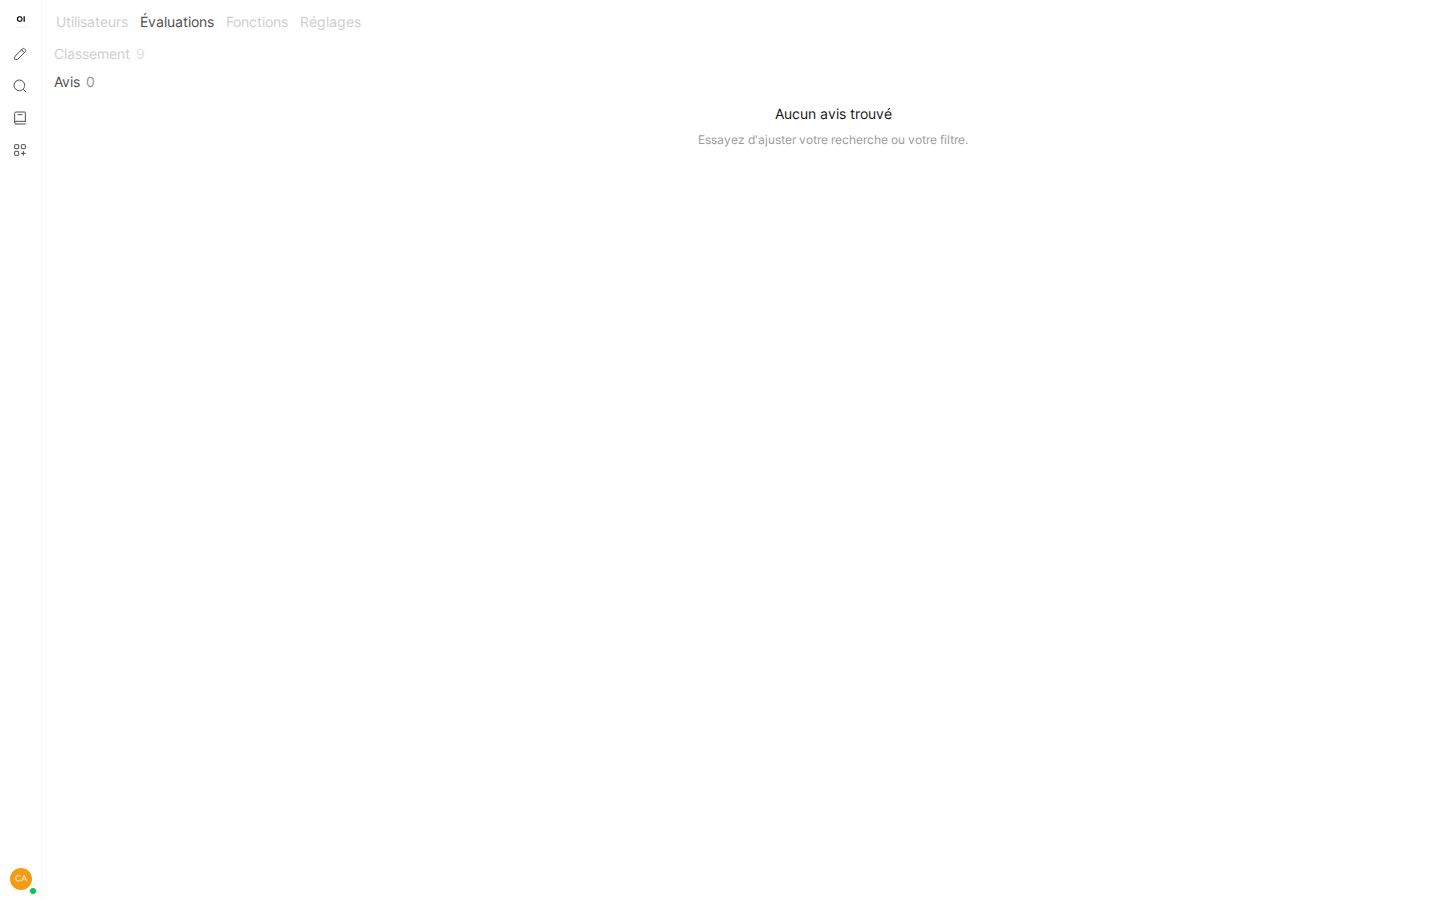 OI
Utilisateurs Évaluations Fonctions Réglages
Classement 9
Avis 0
Aucun avis trouvé
Essayez d'ajuster votre recherche ou votre filtre.
CA